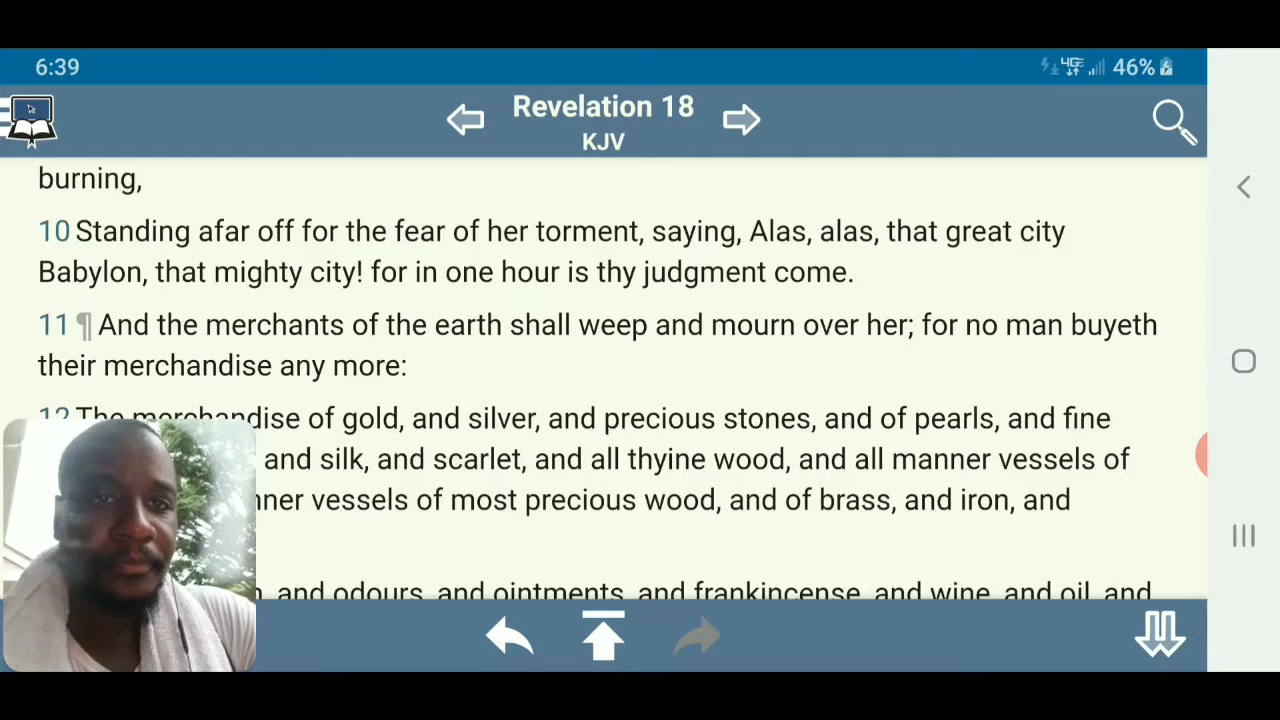 6:39
4G 46%
Revelation 18
KJV
burning,
10 Standing afar off for the fear of her torment, saying, Alas, alas, that great city
Babylon, that mighty city! for in one hour is thy judgment come.
11 ¶ And the merchants of the earth shall weep and mourn over her; for no man buyeth
their merchandise any more:
12 The merchandise of gold, and silver, and precious stones, and of pearls, and fine
and silk, and scarlet, and all thyine wood, and all manner vessels of
nner vessels of most precious wood, and of brass, and iron, and
and odours, and ointments, and frankincense, and wine, and oil, and